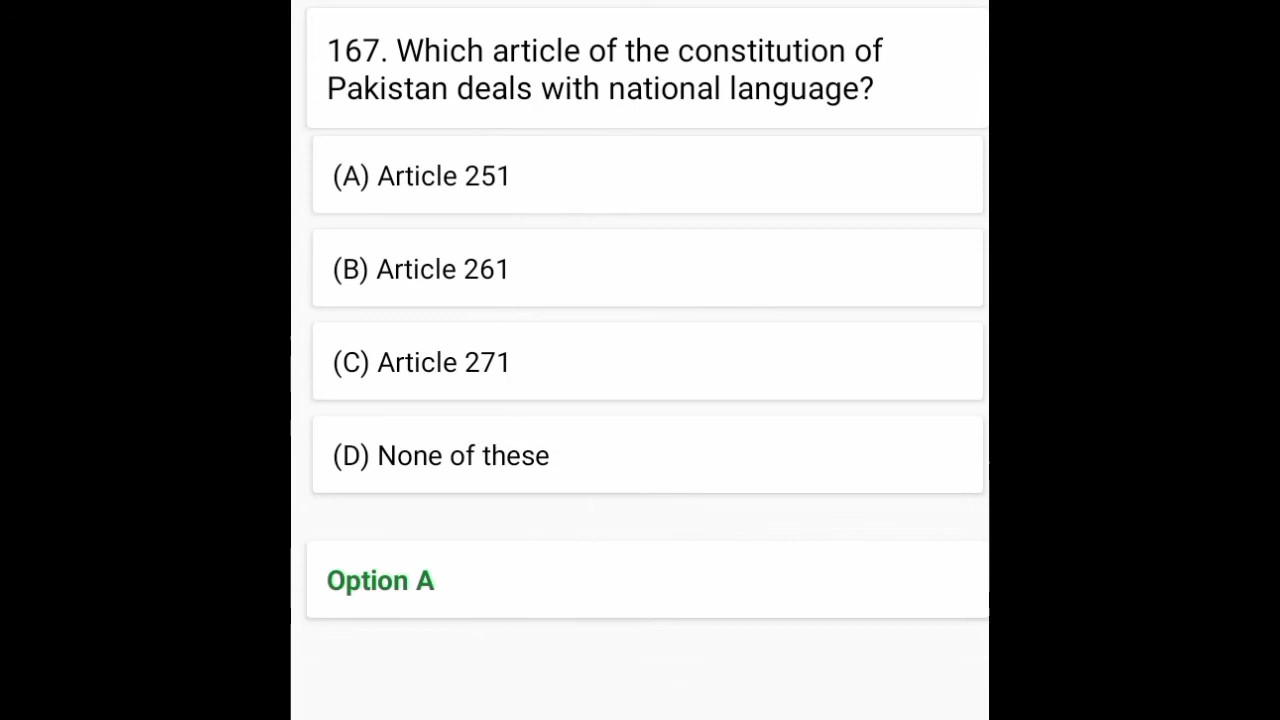 167. Which article of the constitution of
Pakistan deals with national language?
(A) Article 251
(B) Article 261
(C) Article 271
(D) None of these
Option A